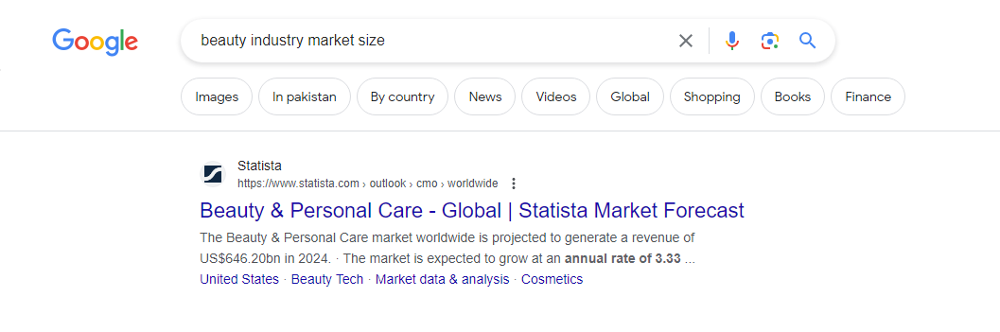 Google
beauty industry market size
Images In pakistan By country News Videos Global Shopping Books Finance
Statista
https://www.statista.com › outlook › cmo › worldwide
Beauty & Personal Care - Global | Statista Market Forecast
The Beauty & Personal Care market worldwide is projected to generate a revenue of
US$646.20bn in 2024. · The market is expected to grow at an annual rate of 3.33 ...
United States · Beauty Tech · Market data & analysis · Cosmetics